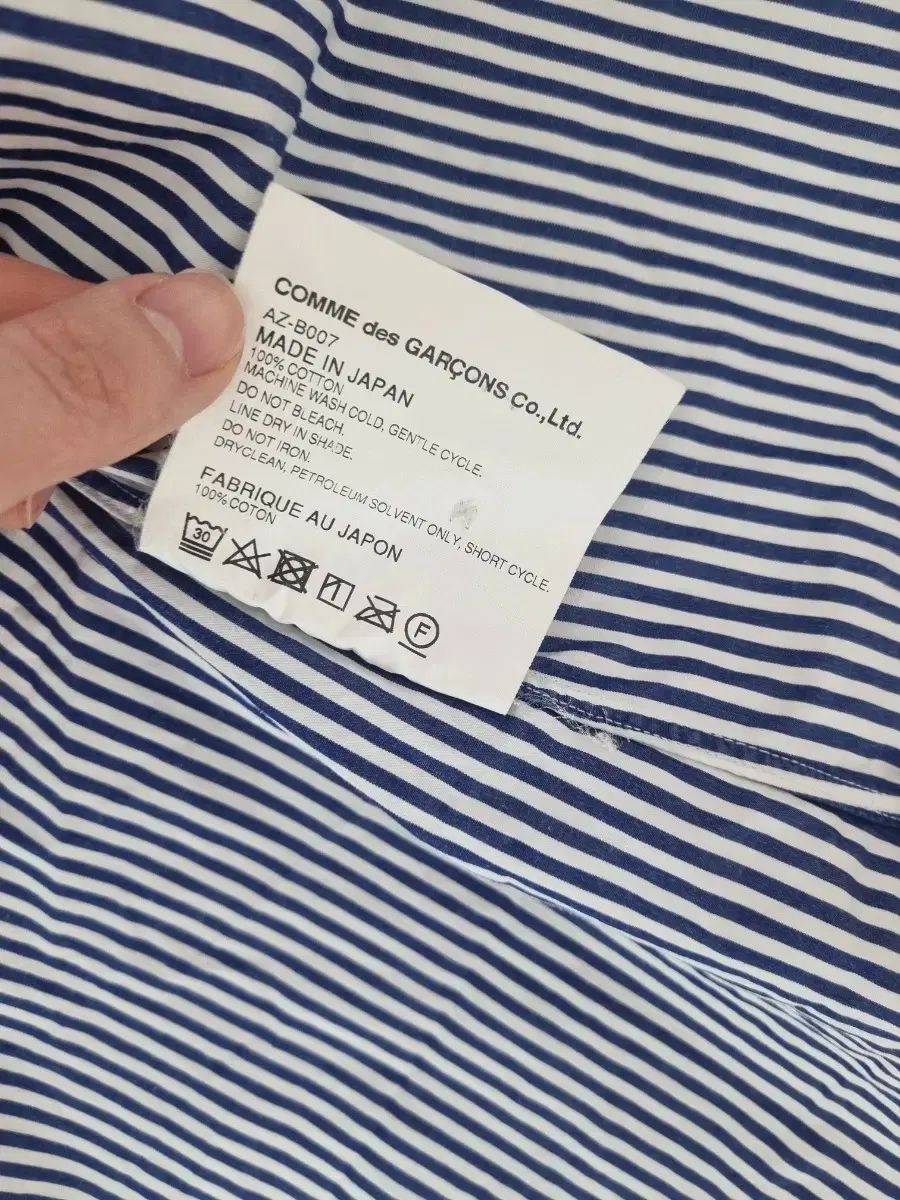 COMME des GARÇONS Co.,Ltd.
AZ-B007
MADE IN JAPAN
100% COTTON
MACHINE WASH COLD, GENTLE CYCLE.
DO NOT BLEACH.
LINE DRY IN SHADE.
DO NOT IRON.
DRYCLEAN, PETROLEUM SOLVENT ONLY, SHORT CYCLE.
FABRIQUE AU JAPON
100% COTON
30 F